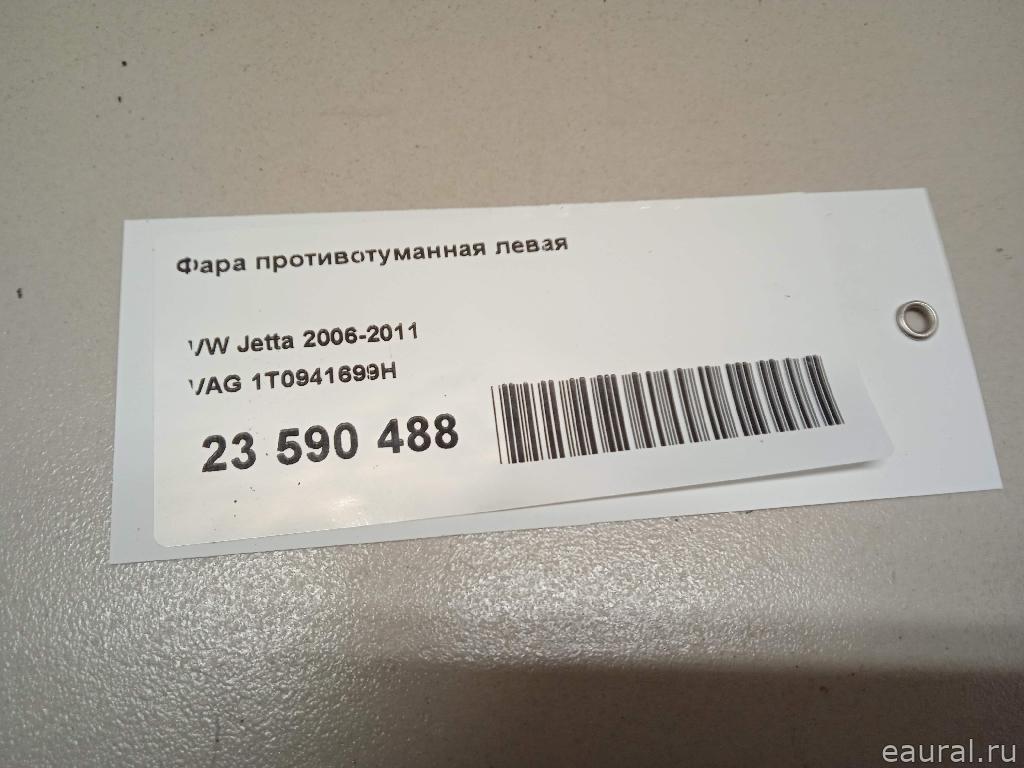 Фара противотуманная левая
VW Jetta 2006-2011
VAG 1T0941699H
23 590 488
eaural.ru